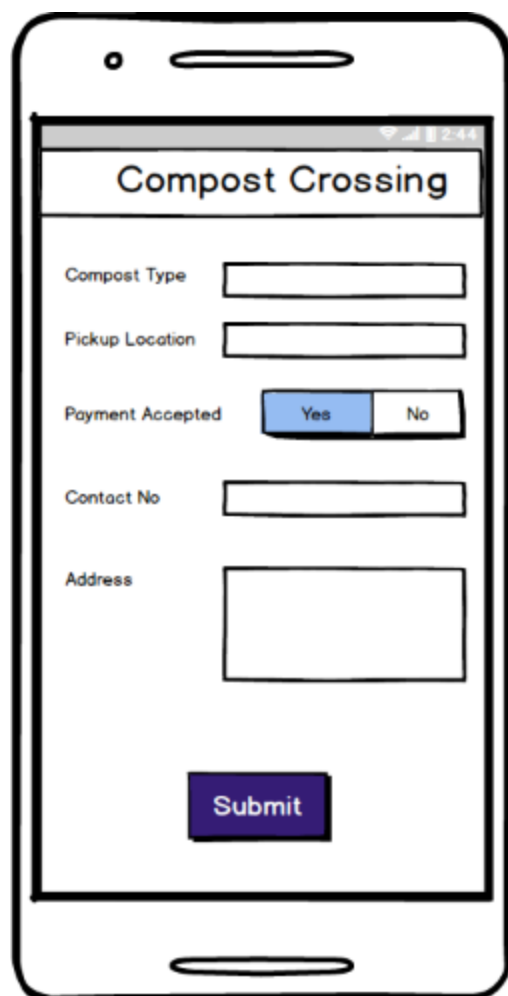 2:44
Compost Crossing
Compost Type
Pickup Location
Payment Accepted Yes No
Contact No
Address
Submit